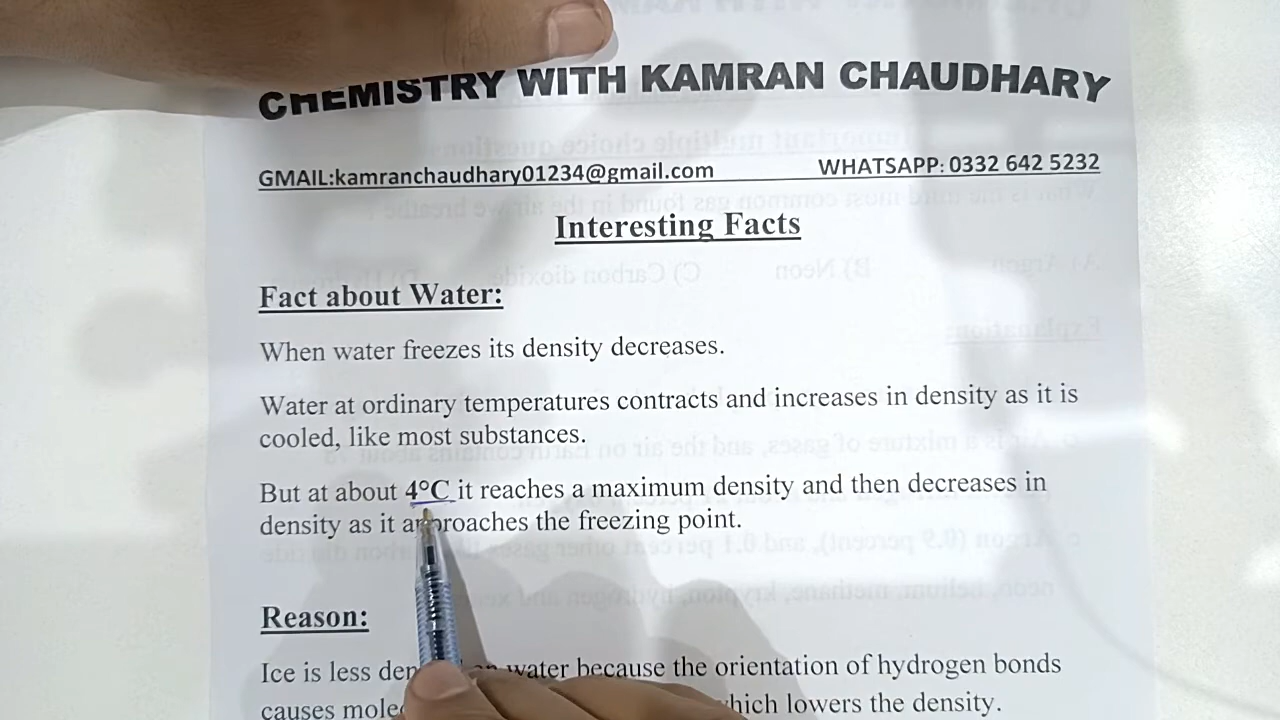 CHEMISTRY WITH KAMRAN CHAUDHARY
GMAIL:kamranchaudhary01234@gmail.com WHATSAPP: 0332 642 5232
Interesting Facts
Fact about Water:
When water freezes its density decreases.
Water at ordinary temperatures contracts and increases in density as it is
cooled, like most substances.
But at about 4°C it reaches a maximum density and then decreases in
density as it approaches the freezing point.
Reason:
Ice is less water because the orientation of hydrogen bonds
causes which lowers the density.